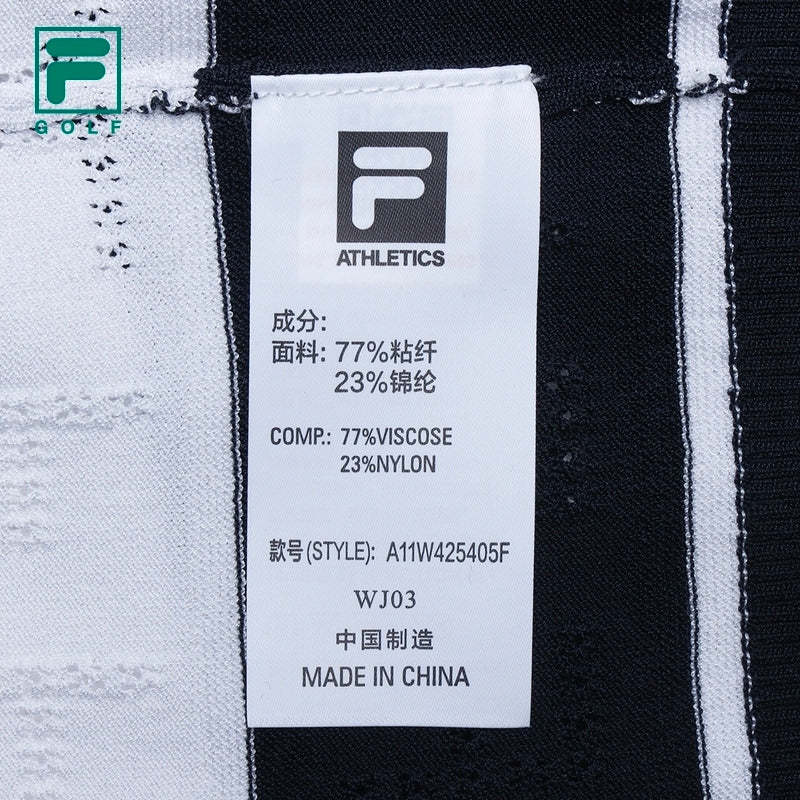 F
GOLF
F
ATHLETICS
成分:
面料: 77%粘纤
23%锦纶
COMP.: 77%VISCOSE
23%NYLON
款号(STYLE): A11W425405F
WJ03
中国制造
MADE IN CHINA